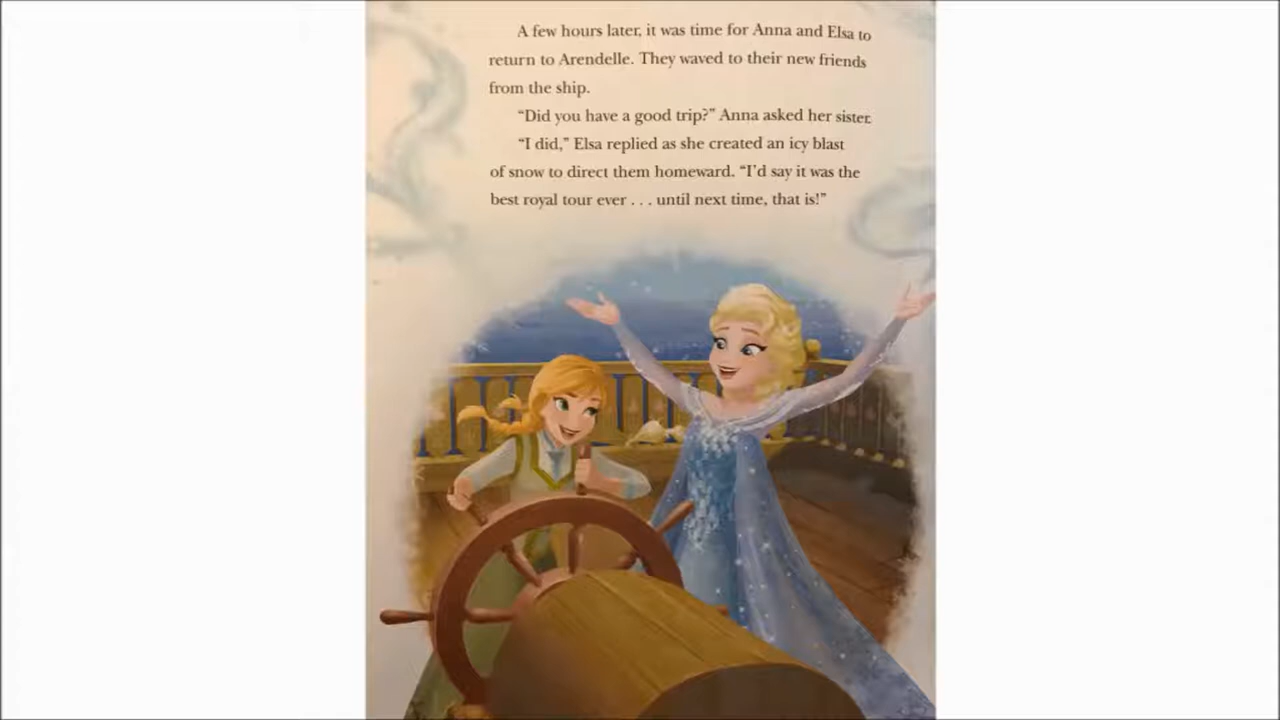 A few hours later, it was time for Anna and Elsa to
return to Arendelle. They waved to their new friends
from the ship.
“Did you have a good trip?” Anna asked her sister.
“I did,” Elsa replied as she created an icy blast
of snow to direct them homeward. “I’d say it was the
best royal tour ever . . . until next time, that is!”